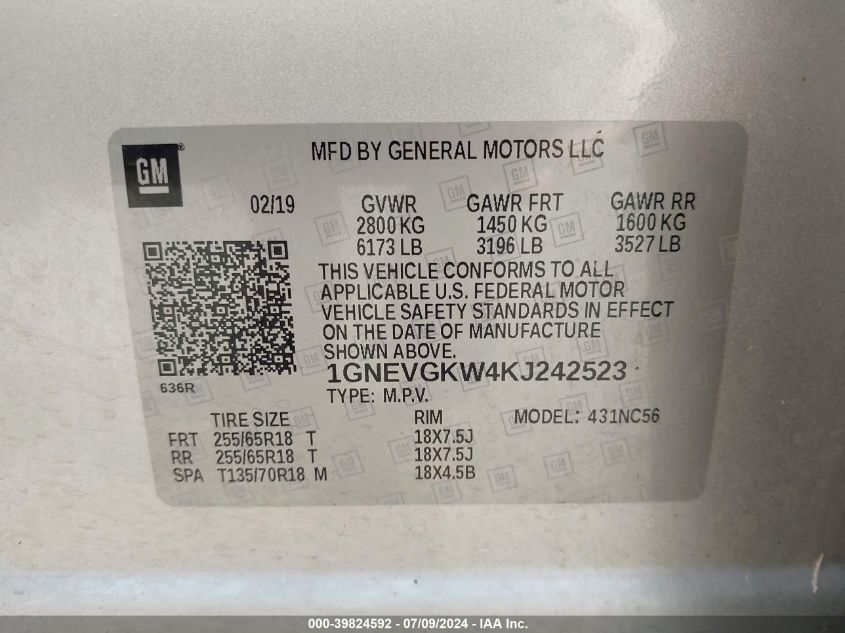 GM ®
MFD BY GENERAL MOTORS LLC
02/19 GVWR GAWR FRT GAWR RR
2800 KG 1450 KG 1600 KG
6173 LB 3196 LB 3527 LB
THIS VEHICLE CONFORMS TO ALL
APPLICABLE U.S. FEDERAL MOTOR
VEHICLE SAFETY STANDARDS IN EFFECT
ON THE DATE OF MANUFACTURE
SHOWN ABOVE.
1GNEVGKW4KJ242523
636R
TYPE: M.P.V.
TIRE SIZE RIM MODEL: 431NC56
FRT 255/65R18 T 18X7.5J
RR 255/65R18 T 18X7.5J
SPA T135/70R18 M 18X4.5B
000-39824592 - 07/09/2024 - IAA Inc.